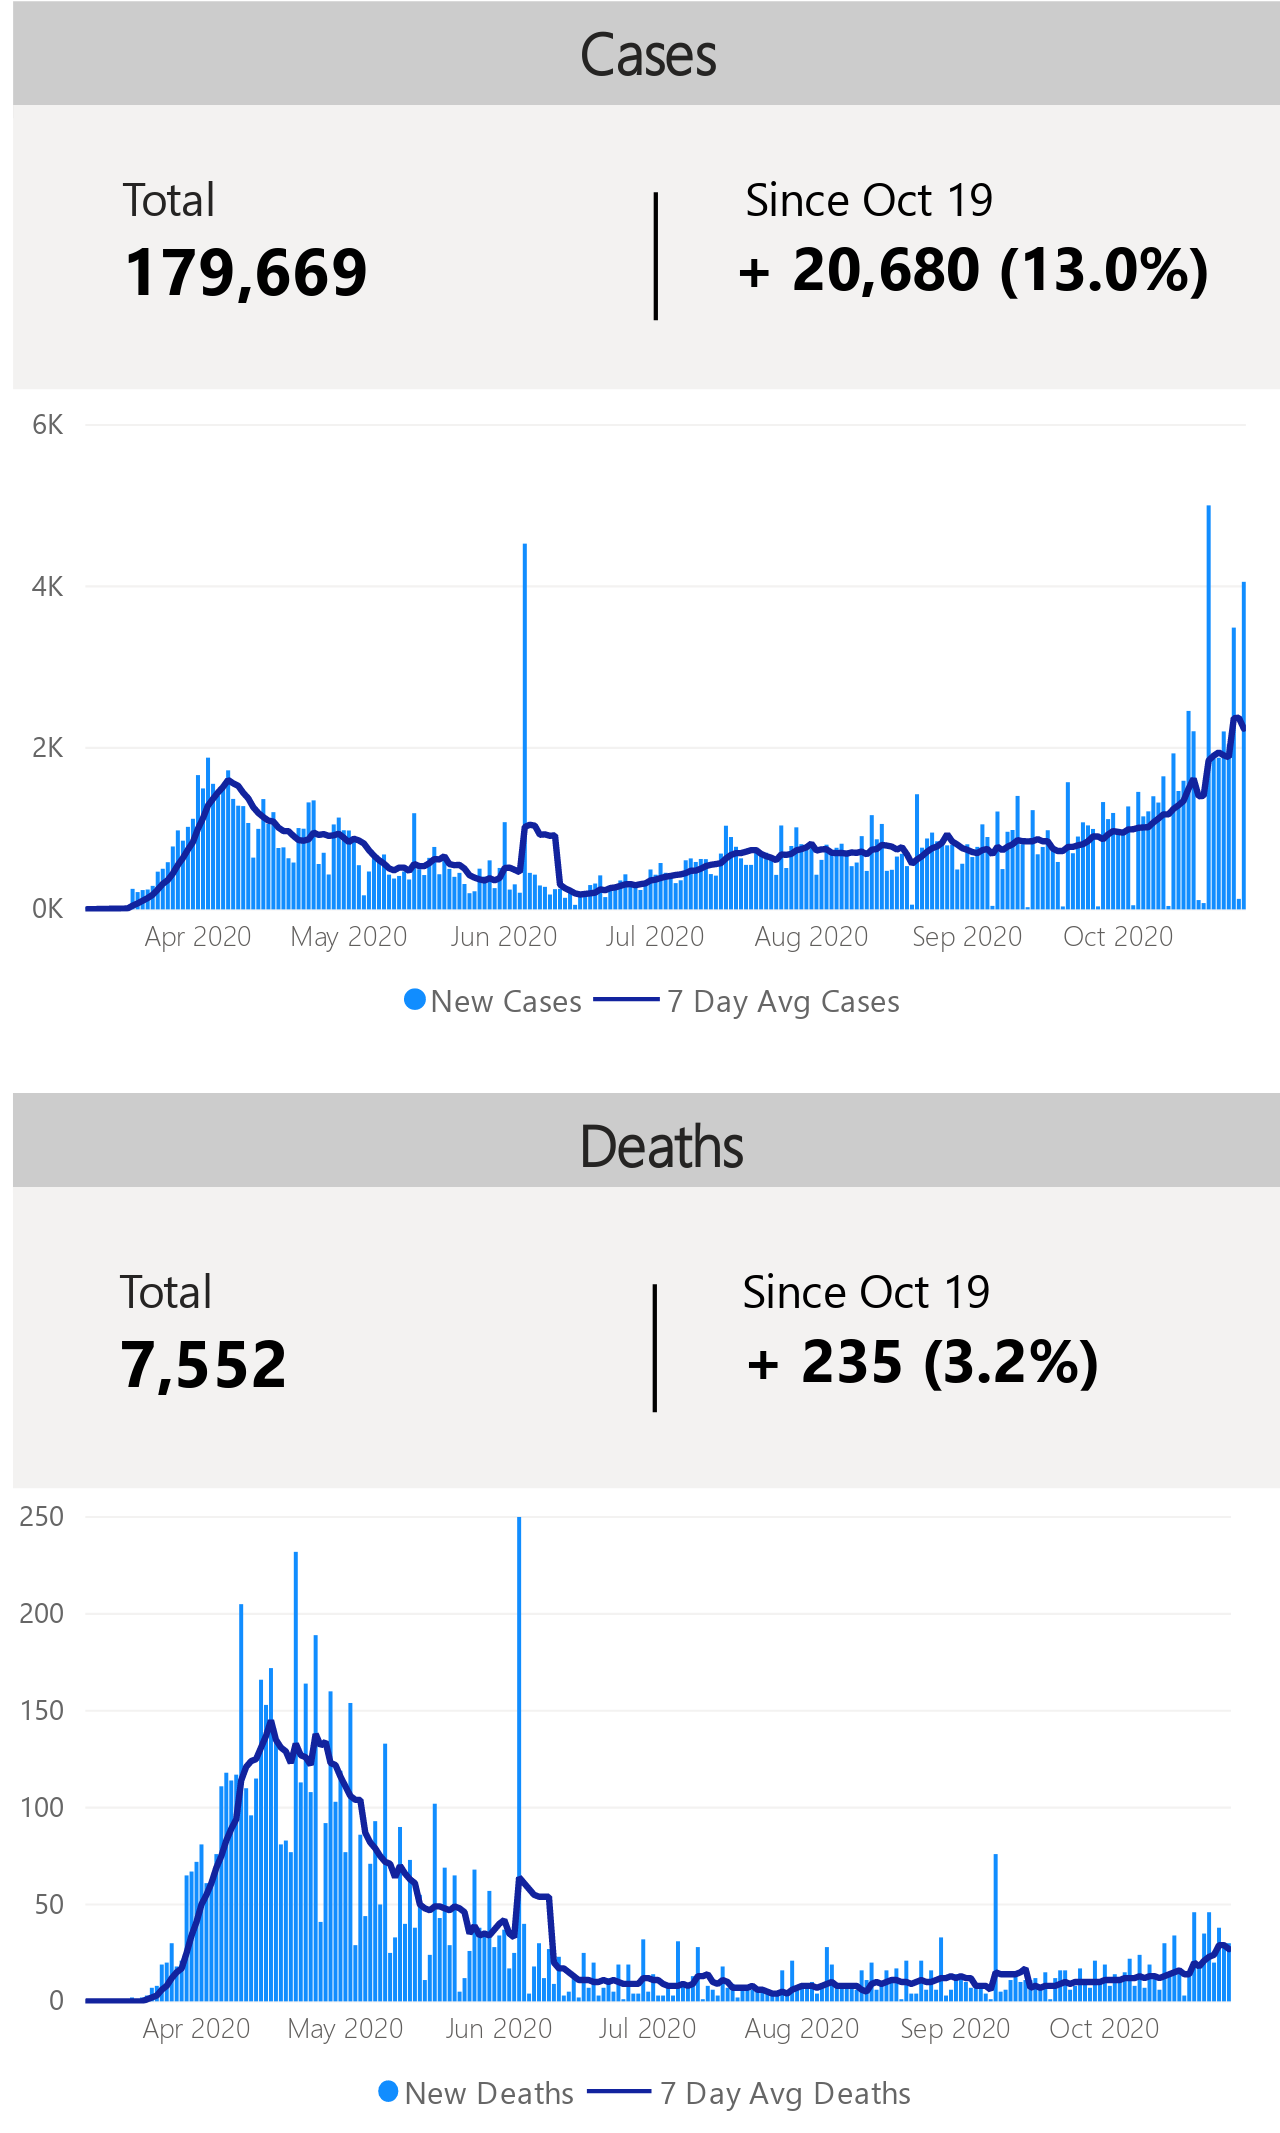 Cases
Total
Since Oct 19
179,669
+ 20,680 (13.0%)
6K
4K
2K
0K
Apr 2020 May 2020 Jun 2020 Jul 2020 Aug 2020 Sep 2020 Oct 2020
New Cases 7 Day Avg Cases
Deaths
Total
Since Oct 19
7,552
+ 235 (3.2%)
250
200
150
100
50
0
Apr 2020 May 2020 Jun 2020 Jul 2020 Aug 2020 Sep 2020 Oct 2020
New Deaths 7 Day Avg Deaths